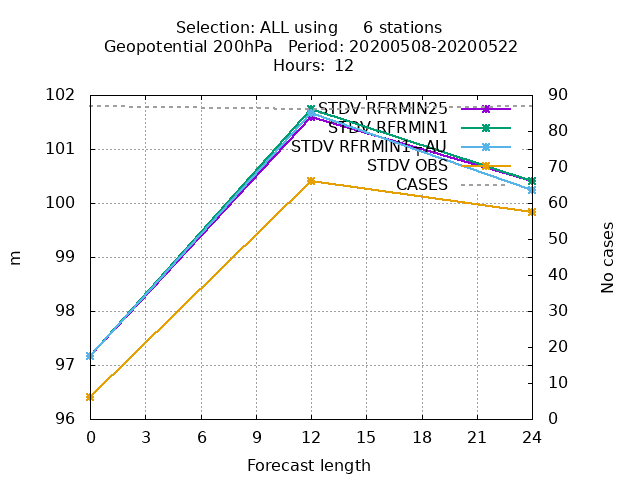 Selection: ALL using     6 stations
Geopotential 200hPa   Period: 20200508-20200522
Hours:  12
102
101
100
99
98
97
96
m
90
80
70
60
50
40
30
20
10
0
No cases
STDV RFRMIN25
STDV RFRMIN1
STDV RFRMIN1+AU
STDV OBS
CASES
0 3 6 9 12 15 18 21 24
Forecast length